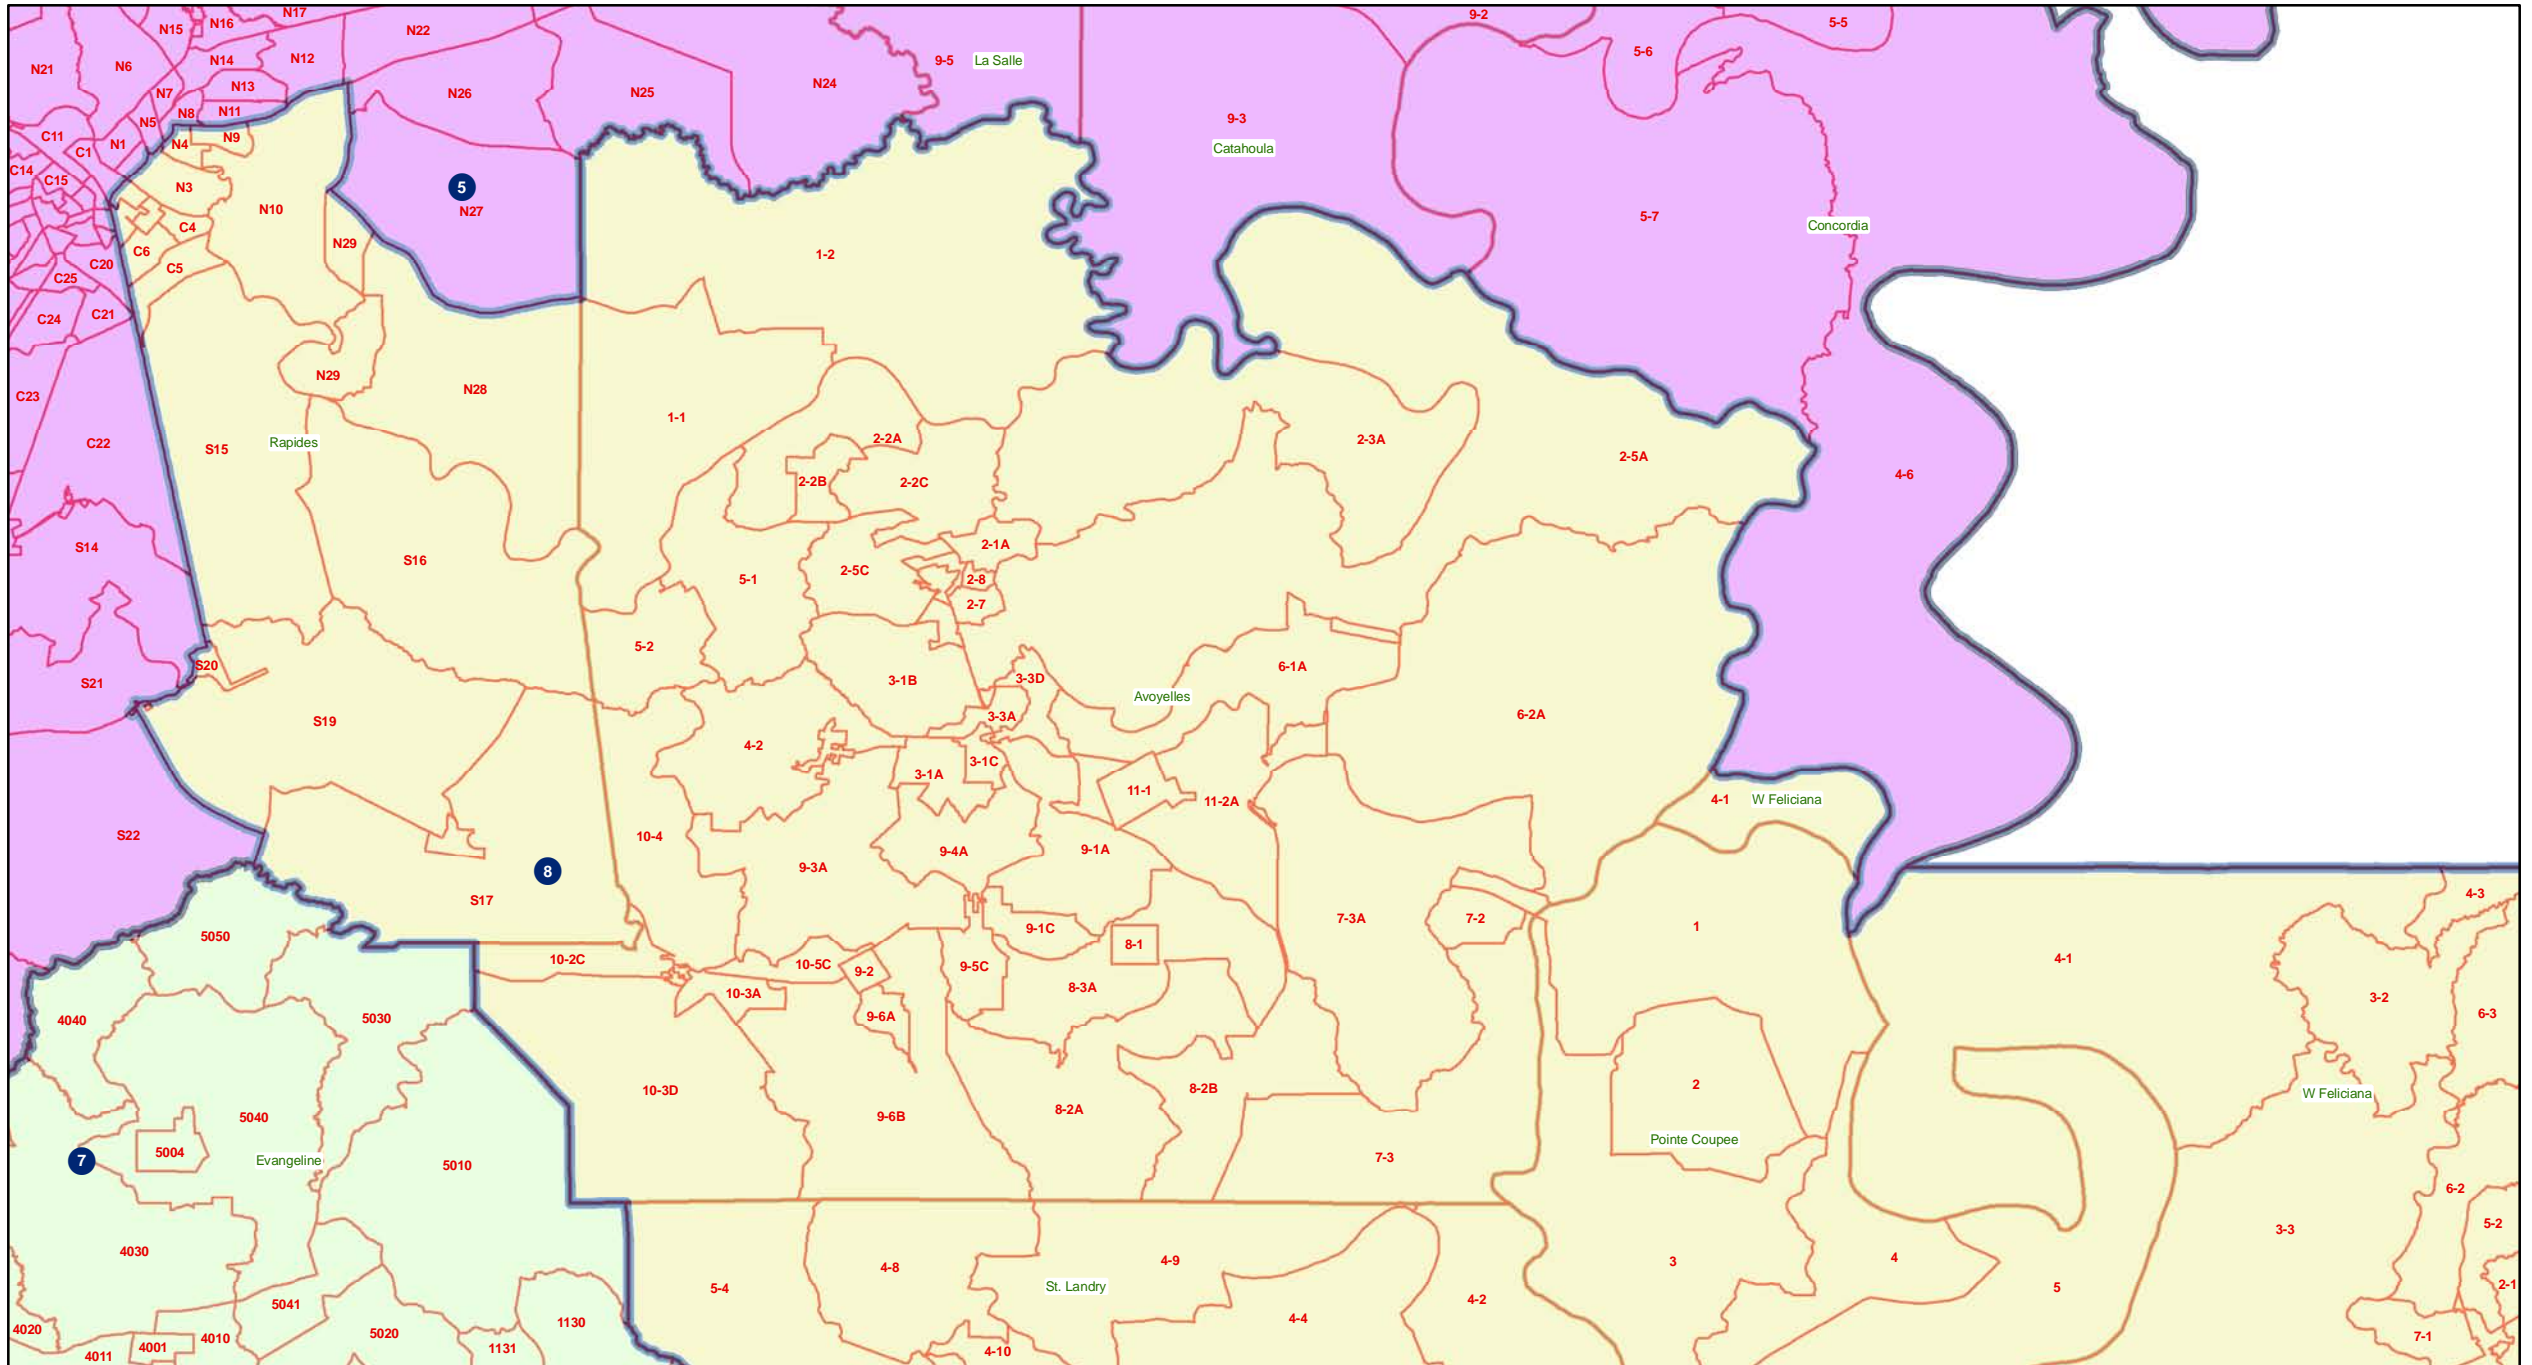 N17
N16
N15
N22
9-2
5-5
5-6
N21
N6
N14
N12
9-5
La Salle
N24
N13
N7
N26
N25
N8
N11
N5
9-3
C11
N9
N1
N4
C1
Catahoula
C14
C15
N3
5
N27
N10
5-7
Concordia
C4
N29
C6
1-2
C20
C5
C25
C24
C21
N29
N28
C23
1-1
2-2A
2-3A
C22
Rapides
S15
2-5A
4-6
2-2B
2-2C
S14
2-1A
S16
2-5C
5-1
2-8
2-7
5-2
S20
6-1A
S21
3-1B
3-3D
Avoyelles
S19
3-3A
6-2A
4-2
3-1C
3-1A
11-1
11-2A
4-1
W Feliciana
S22
10-4
9-4A
9-1A
9-3A
8
S17
4-3
7-3A
7-2
1
9-1C
5050
8-1
10-2C
10-5C
9-2
9-5C
4-1
8-3A
10-3A
3-2
6-3
4040
5030
9-6A
10-3D
8-2B
2
W Feliciana
8-2A
5040
9-6B
Pointe Coupee
5004
7
Evangeline
5010
7-3
6-2
5-2
3-3
4030
4-9
3
4
4-8
St. Landry
5-4
5
2-1
4-2
5041
4-4
1130
4020
5020
4010
7-1
4001
1131
4-10
4011